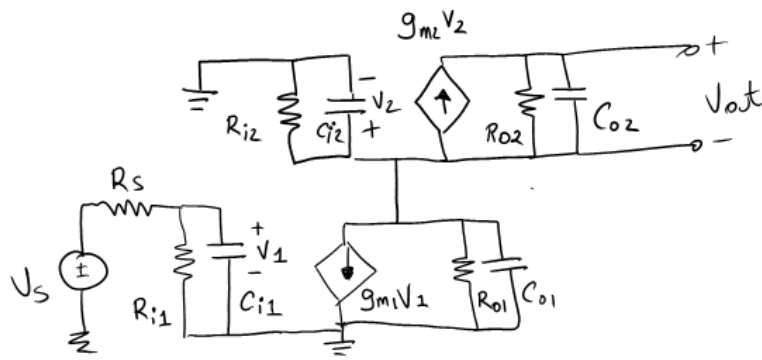 gm2V2
+
-
V2
+
Ri2
Ci2
Ro2
Co2
Vout
-
Rs
+
V1
-
Vs
±
Ri1
Ci1
gm1V1
Ro1
Co1